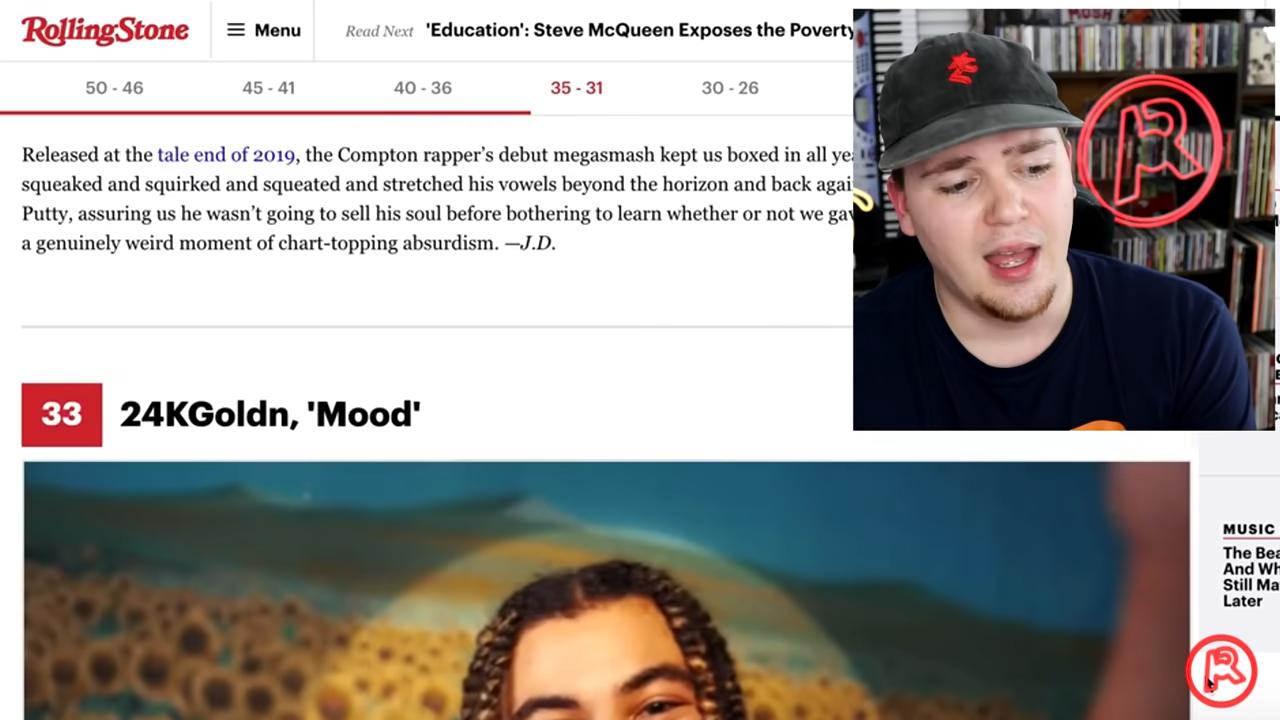 RollingStone
Menu
Read Next 'Education': Steve McQueen Exposes the Poverty
50 - 46
45 - 41
40 - 36
35 - 31
30 - 26
Released at the tale end of 2019, the Compton rapper's debut megasmash kept us boxed in all
squeaked and squirked and squeated and stretched his vowels beyond the horizon and back
Putty, assuring us he wasn't going to sell his soul before bothering to learn whether or not we
a genuinely weird moment of chart-topping absurdism. —J.D.
33
24KGoldn, 'Mood'
MUSIC
The
And
Still
Later
R
R